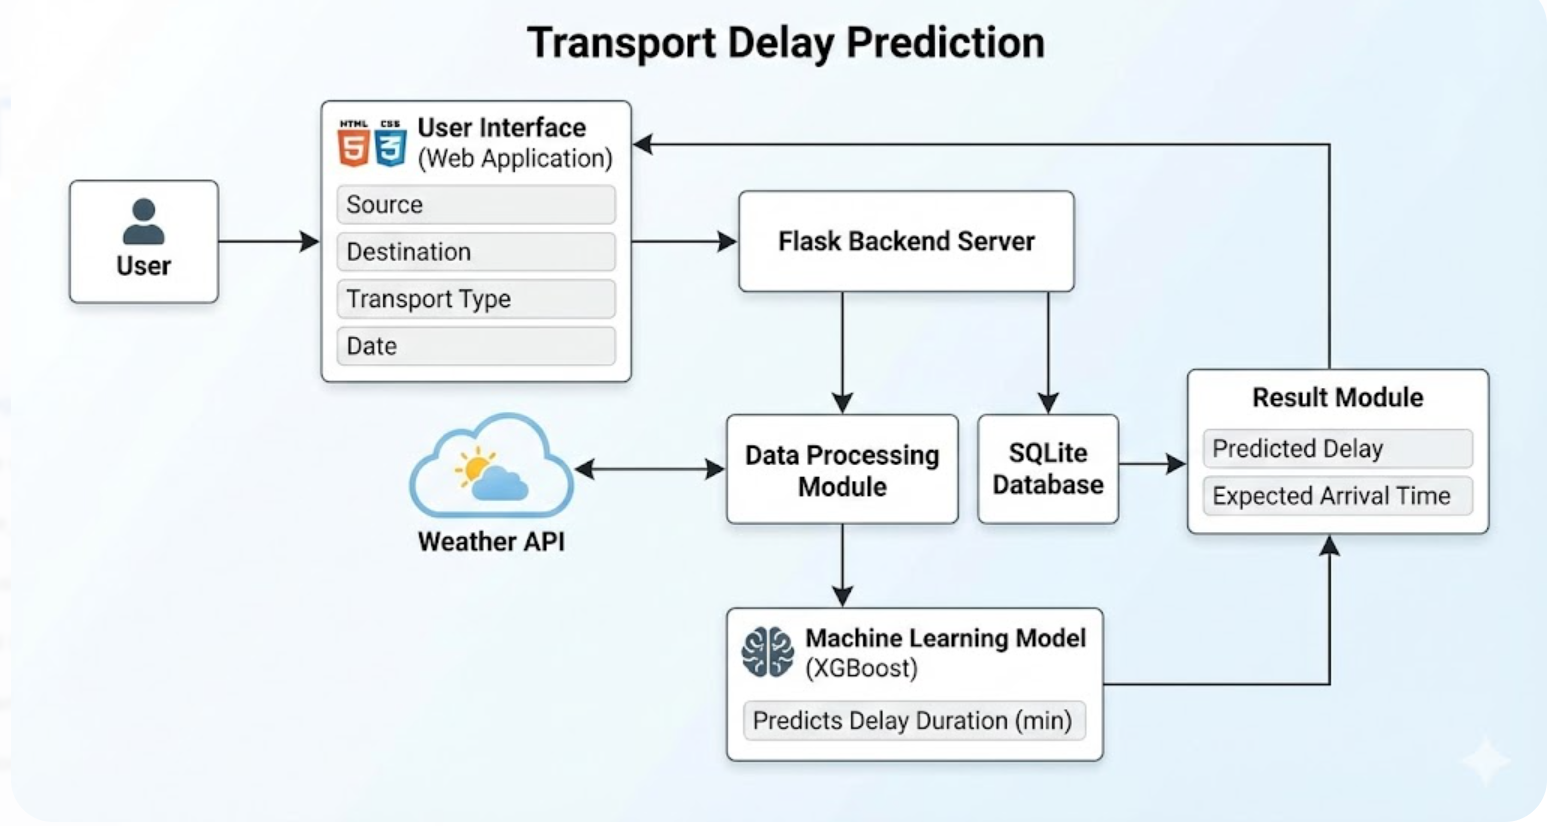 Transport Delay Prediction
User
HTML
5
CSS
3
User Interface
(Web Application)
Source
Destination
Transport Type
Date
Flask Backend Server
Weather API
Data Processing
Module
SQLite
Database
Result Module
Predicted Delay
Expected Arrival Time
Machine Learning Model
(XGBoost)
Predicts Delay Duration (min)